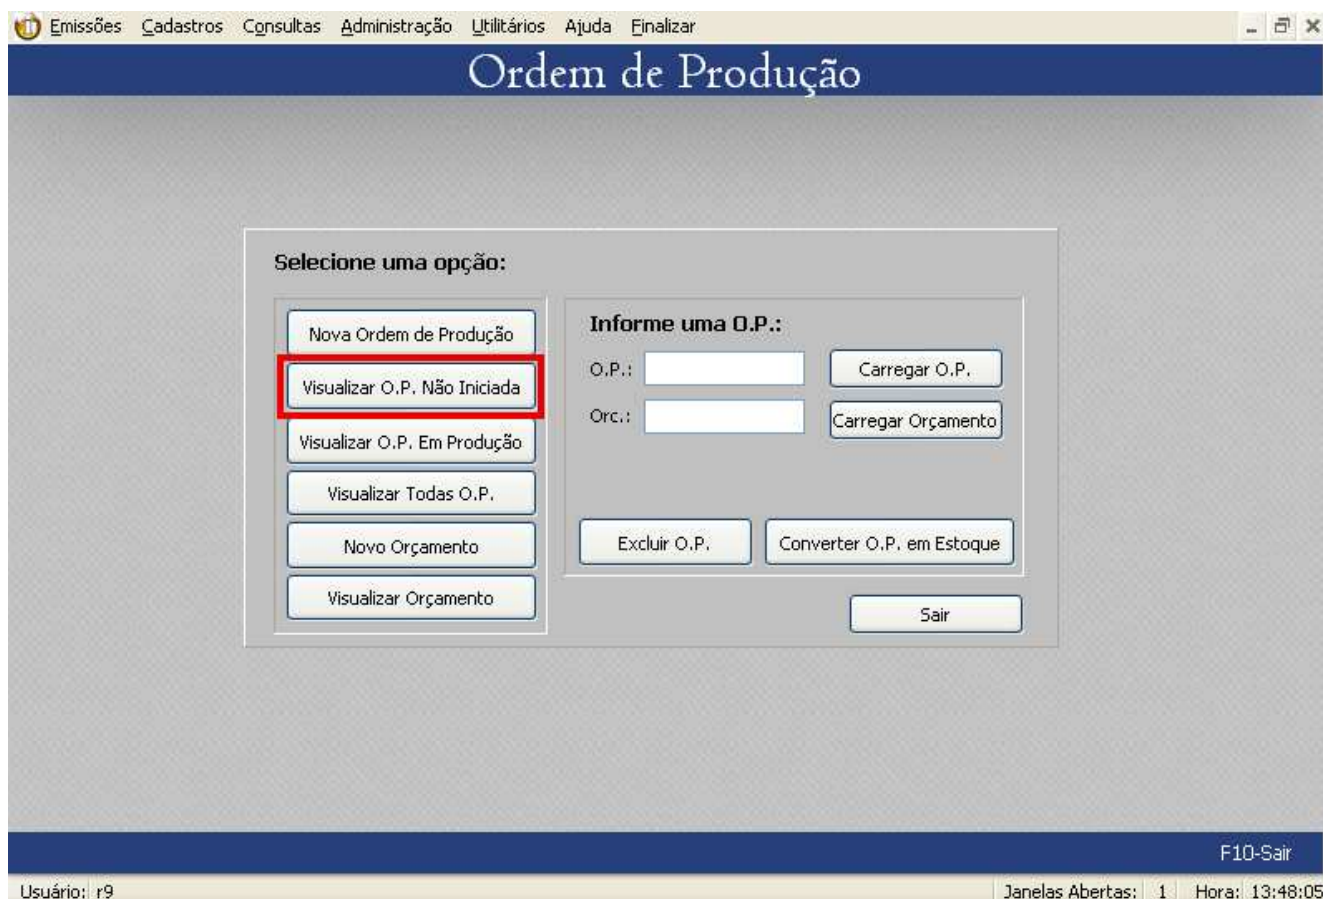 Emissões Cadastros Consultas Administração Utilitários Ajuda Finalizar
Ordem de Produção
Selecione uma opção:
Nova Ordem de Produção
Visualizar O.P. Não Iniciada
Visualizar O.P. Em Produção
Visualizar Todas O.P.
Novo Orçamento
Visualizar Orçamento
Informe uma O.P.:
O.P.: Carregar O.P.
Orc.: Carregar Orçamento
Excluir O.P. Converter O.P. em Estoque
Sair
F10-Sair
Usuário: r9 Janelas Abertas: 1 Hora: 13:48:05